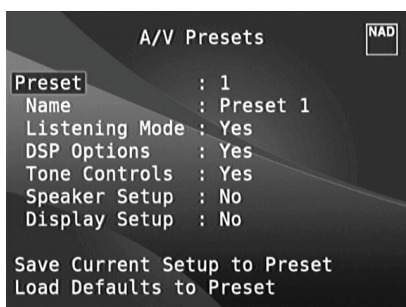 A/V Presets
NAD
Preset : 1
Name : Preset 1
Listening Mode : Yes
DSP Options : Yes
Tone Controls : Yes
Speaker Setup : No
Display Setup : No
Save Current Setup to Preset
Load Defaults to Preset